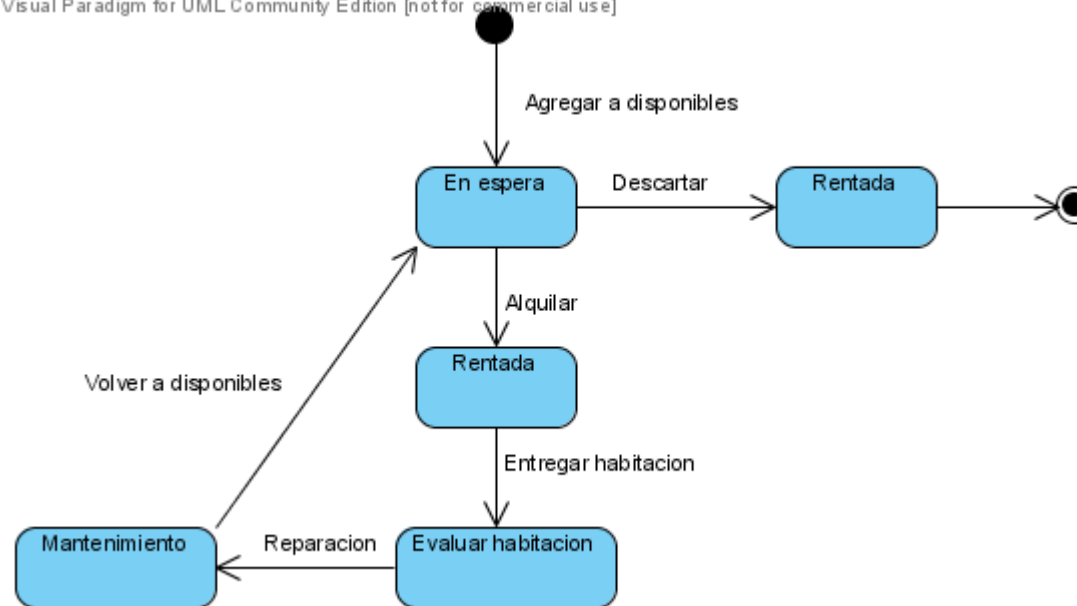 Visual Paradigm for UML Community Edition [not for commercial use]
Agregar a disponibles
En espera
Descartar
Rentada
Alquilar
Rentada
Volver a disponibles
Entregar habitacion
Mantenimiento
Reparacion
Evaluar habitacion